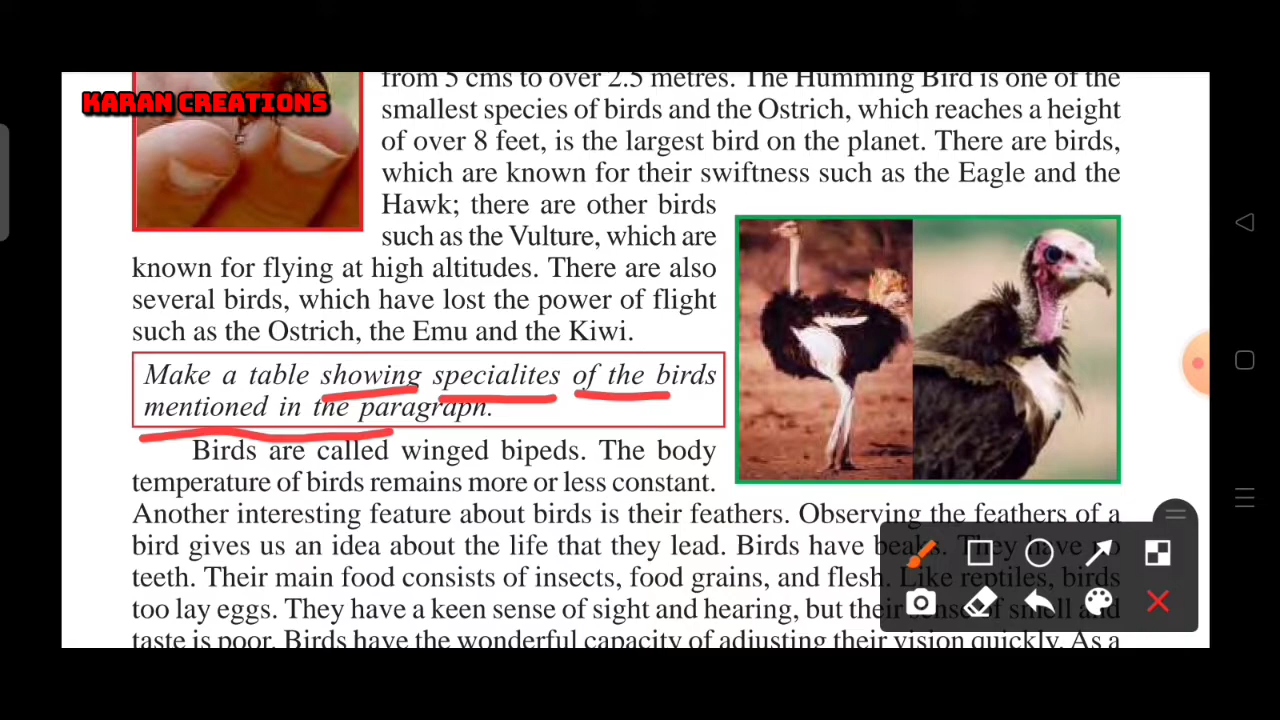 KARAN CREATIONS
from 5 cms to over 2.5 metres. The Humming Bird is one of the
smallest species of birds and the Ostrich, which reaches a height
of over 8 feet, is the largest bird on the planet. There are birds,
which are known for their swiftness such as the Eagle and the
Hawk; there are other birds
such as the Vulture, which are
known for flying at high altitudes. There are also
several birds, which have lost the power of flight
such as the Ostrich, the Emu and the Kiwi.
Make a table showing specialites of the birds
mentioned in the paragraph.
Birds are called winged bipeds. The body
temperature of birds remains more or less constant.
Another interesting feature about birds is their feathers. Observing the feathers of a
bird gives us an idea about the life that they lead. Birds have beaks. They have no
teeth. Their main food consists of insects, food grains, and flesh. Like reptiles, birds
too lay eggs. They have a keen sense of sight and hearing, but their sense of smell and
taste is poor. Birds have the wonderful capacity of adjusting their vision quickly. As a